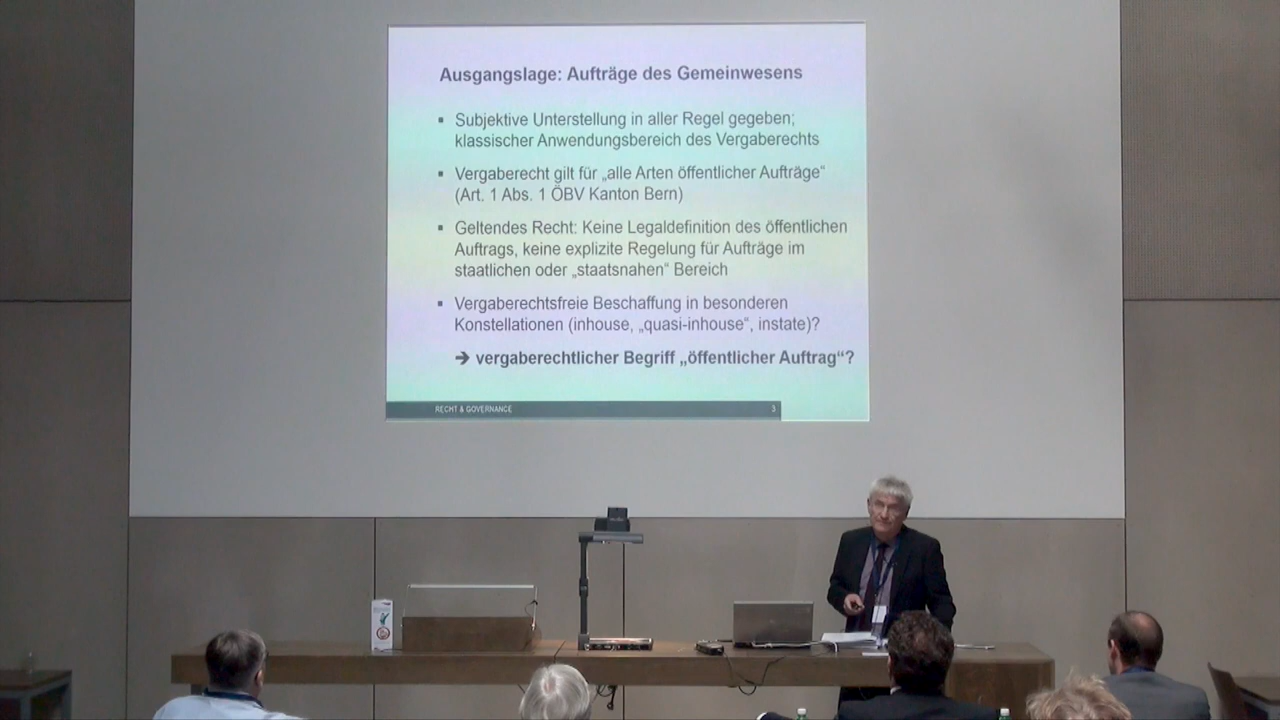 Ausgangslage: Aufträge des Gemeinwesens
▪ Subjektive Unterstellung in aller Regel gegeben;
klassischer Anwendungsbereich des Vergaberechts
▪ Vergaberecht gilt für „alle Arten öffentlicher Aufträge“
(Art. 1 Abs. 1 ÖBV Kanton Bern)
▪ Geltendes Recht: Keine Legaldefinition des öffentlichen
Auftrags, keine explizite Regelung für Aufträge im
staatlichen oder „staatsnahen“ Bereich
▪ Vergaberechtsfreie Beschaffung in besonderen
Konstellationen (inhouse, „quasi-inhouse“, instate)?
➔ vergaberechtlicher Begriff „öffentlicher Auftrag“?
RECHT & GOVERNANCE 3